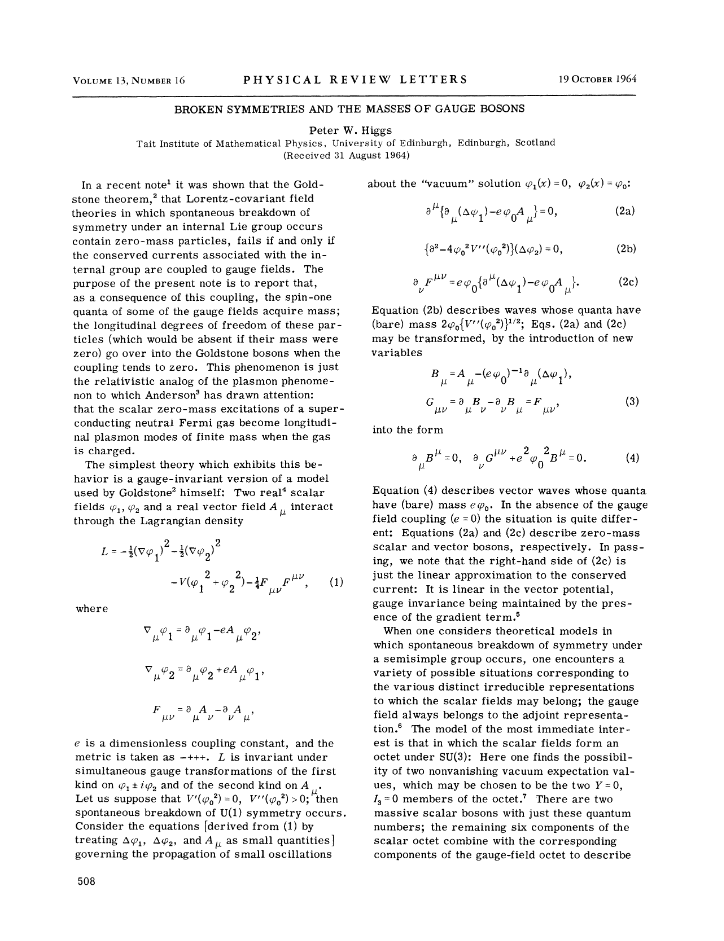 VOLUME 13, NUMBER 16 PHYSICAL REVIEW LETTERS 19 OCTOBER 1964
BROKEN SYMMETRIES AND THE MASSES OF GAUGE BOSONS
Peter W. Higgs
Tait Institute of Mathematical Physics, University of Edinburgh, Edinburgh, Scotland
(Received 31 August 1964)
In a recent note¹ it was shown that the Gold-
stone theorem,² that Lorentz-covariant field
theories in which spontaneous breakdown of
symmetry under an internal Lie group occurs
contain zero-mass particles, fails if and only if
the conserved currents associated with the in-
ternal group are coupled to gauge fields. The
purpose of the present note is to report that,
as a consequence of this coupling, the spin-one
quanta of some of the gauge fields acquire mass;
the longitudinal degrees of freedom of these par-
ticles (which would be absent if their mass were
zero) go over into the Goldstone bosons when the
coupling tends to zero. This phenomenon is just
the relativistic analog of the plasmon phenome-
non to which Anderson³ has drawn attention:
that the scalar zero-mass excitations of a super-
conducting neutral Fermi gas become longitudi-
nal plasmon modes of finite mass when the gas
is charged.
The simplest theory which exhibits this be-
havior is a gauge-invariant version of a model
used by Goldstone² himself: Two real⁴ scalar
fields φ₁, φ₂ and a real vector field A_μ interact
through the Lagrangian density
L = -½(∇φ₁)² - ½(∇φ₂)²
-V(φ₁² + φ₂²) - ¼F_μν F^μν, (1)
where
∇_μ φ₁ = ∂_μ φ₁ - eA_μ φ₂,
∇_μ φ₂ = ∂_μ φ₂ + eA_μ φ₁,
F_μν = ∂_μ A_ν - ∂_ν A_μ,
e is a dimensionless coupling constant, and the
metric is taken as -+++. L is invariant under
simultaneous gauge transformations of the first
kind on φ₁ ± iφ₂ and of the second kind on A_μ.
Let us suppose that V'(φ₀²) = 0, V''(φ₀²) > 0; then
spontaneous breakdown of U(1) symmetry occurs.
Consider the equations [derived from (1) by
treating Δφ₁, Δφ₂, and A_μ as small quantities]
governing the propagation of small oscillations
508
about the "vacuum" solution φ₁(x) = 0, φ₂(x) = φ₀:
∂^μ{∂_μ(Δφ₁) - eφ₀A_μ} = 0, (2a)
{∂² - 4φ₀²V''(φ₀²)}(Δφ₂) = 0, (2b)
∂_ν F^μν = eφ₀{∂^μ(Δφ₁) - eφ₀A_μ}. (2c)
Equation (2b) describes waves whose quanta have
(bare) mass 2φ₀{V''(φ₀²)}^1/2; Eqs. (2a) and (2c)
may be transformed, by the introduction of new
variables
B_μ = A_μ - (eφ₀)⁻¹∂_μ(Δφ₁),
G_μν = ∂_μ B_ν - ∂_ν B_μ = F_μν, (3)
into the form
∂_μ B^μ = 0, ∂_ν G^μν + e²φ₀²B^μ = 0. (4)
Equation (4) describes vector waves whose quanta
have (bare) mass eφ₀. In the absence of the gauge
field coupling (e = 0) the situation is quite differ-
ent: Equations (2a) and (2c) describe zero-mass
scalar and vector bosons, respectively. In pass-
ing, we note that the right-hand side of (2c) is
just the linear approximation to the conserved
current: It is linear in the vector potential,
gauge invariance being maintained by the pres-
ence of the gradient term.⁵
When one considers theoretical models in
which spontaneous breakdown of symmetry under
a semisimple group occurs, one encounters a
variety of possible situations corresponding to
the various distinct irreducible representations
to which the scalar fields may belong; the gauge
field always belongs to the adjoint representa-
tion.⁶ The model of the most immediate inter-
est is that in which the scalar fields form an
octet under SU(3): Here one finds the possibil-
ity of two nonvanishing vacuum expectation val-
ues, which may be chosen to be the two Y = 0,
I₃ = 0 members of the octet.⁷ There are two
massive scalar bosons with just these quantum
numbers; the remaining six components of the
scalar octet combine with the corresponding
components of the gauge-field octet to describe